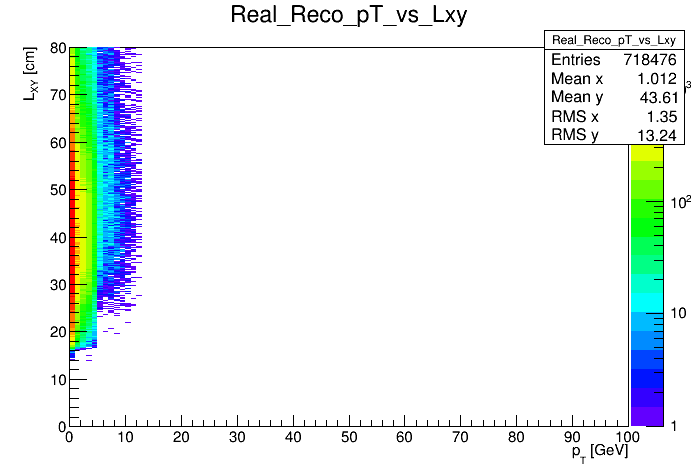 Real_Reco_pT_vs_Lxy
Real_Reco_pT_vs_Lxy
Entries 718476
Mean x 1.012
Mean y 43.61
RMS x 1.35
RMS y 13.24
L_XY [cm]
80
70
60
50
40
30
20
10
0
0 10 20 30 40 50 60 70 80 90 100
p_T [GeV]
3
10²
10
1